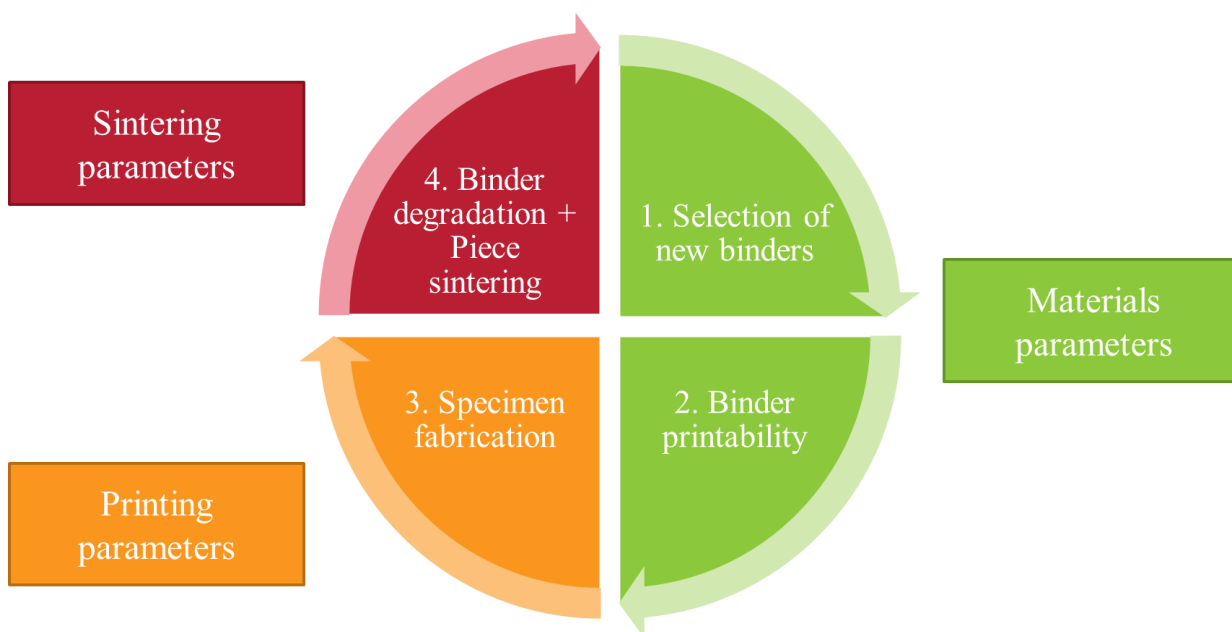 Sintering
parameters
4. Binder
degradation +
Piece
sintering
1. Selection of
new binders
Materials
parameters
3. Specimen
fabrication
2. Binder
printability
Printing
parameters